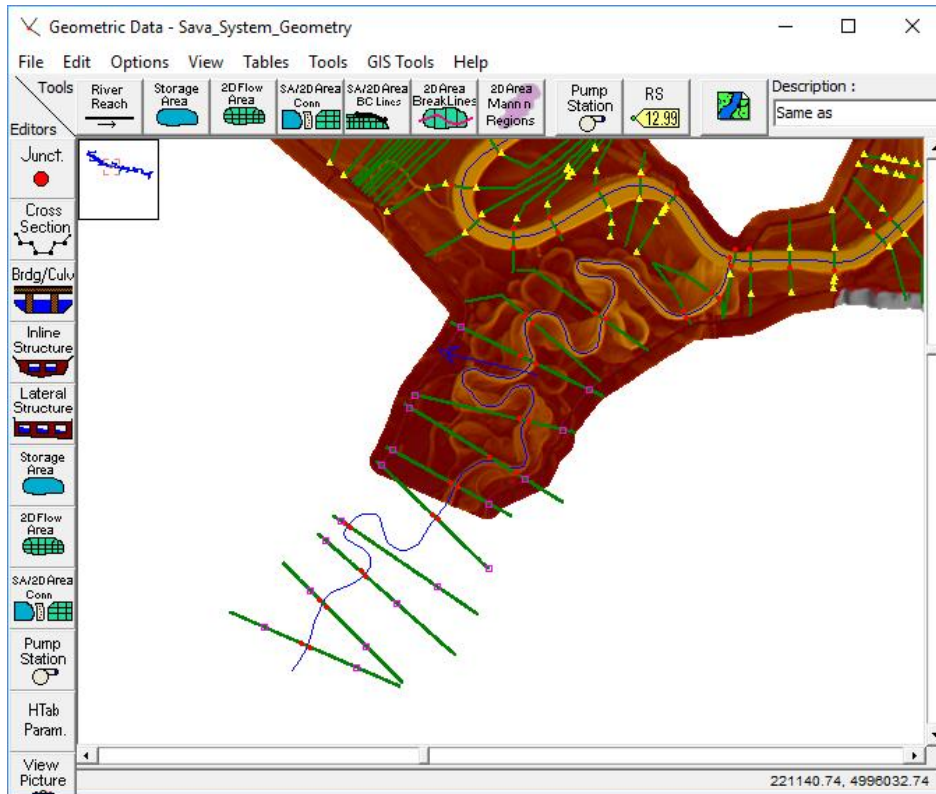 Geometric Data - Sava_System_Geometry
File Edit Options View Tables Tools GIS Tools Help
Tools
Editors
River
Reach
Storage
Area
2D Flow
Area
SA/2D Area
Conn
SA/2D Area
BC Lines
2D Area
BreakLines
2D Area
Mann n
Regions
Pump
Station
RS
12.99
Description :
Same as
Junct.
Cross
Section
Brdg/Culv
Inline
Structure
Lateral
Structure
Storage
Area
2D Flow
Area
SA/2D Area
Conn
Pump
Station
HTab
Param.
View
Picture
221140.74, 4996032.74